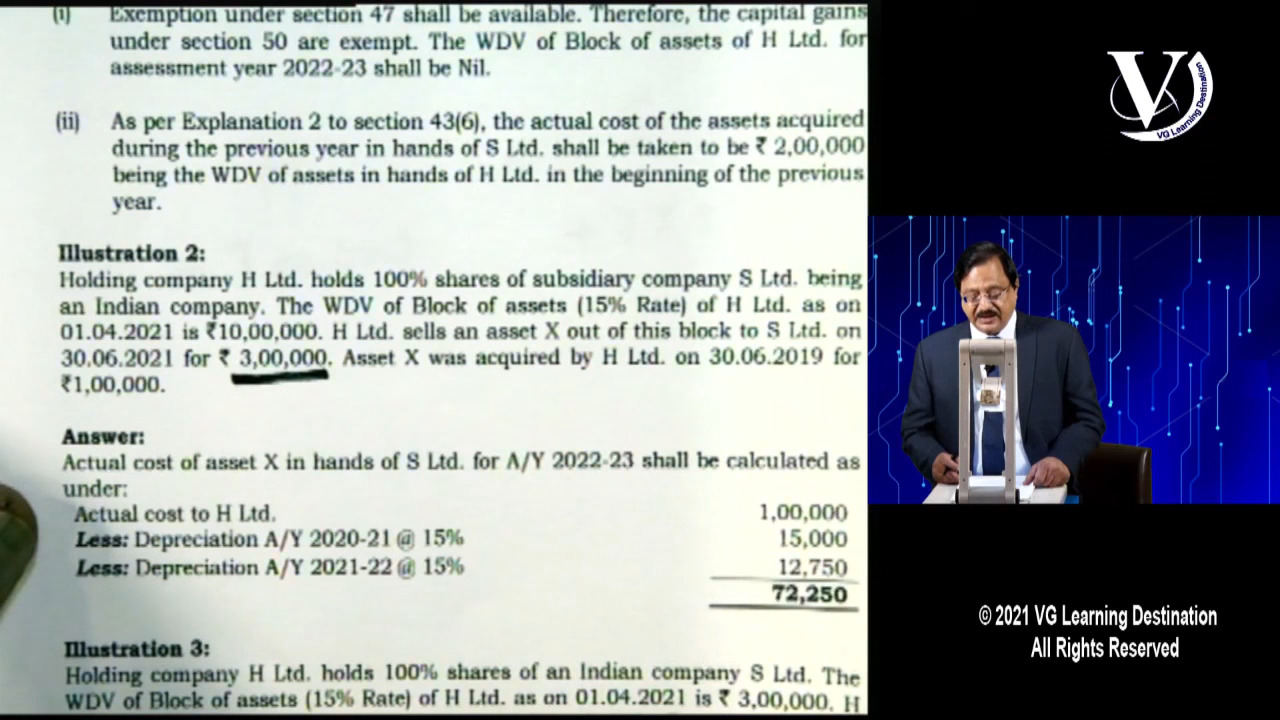 (i) Exemption under section 47 shall be available. Therefore, the capital gains
under section 50 are exempt. The WDV of Block of assets of H Ltd. for
assessment year 2022-23 shall be Nil.
(ii) As per Explanation 2 to section 43(6), the actual cost of the assets acquired
during the previous year in hands of S Ltd. shall be taken to be ₹ 2,00,000
being the WDV of assets in hands of H Ltd. in the beginning of the previous
year.
Illustration 2:
Holding company H Ltd. holds 100% shares of subsidiary company S Ltd. being
an Indian company. The WDV of Block of assets (15% Rate) of H Ltd. as on
01.04.2021 is ₹10,00,000. H Ltd. sells an asset X out of this block to S Ltd. on
30.06.2021 for ₹ 3,00,000. Asset X was acquired by H Ltd. on 30.06.2019 for
₹1,00,000.
Answer:
Actual cost of asset X in hands of S Ltd. for A/Y 2022-23 shall be calculated as
under:
Actual cost to H Ltd. 1,00,000
Less: Depreciation A/Y 2020-21 @ 15% 15,000
Less: Depreciation A/Y 2021-22 @ 15% 12,750
72,250
Illustration 3:
Holding company H Ltd. holds 100% shares of an Indian company S Ltd. The
WDV of Block of assets (15% Rate) of H Ltd. as on 01.04.2021 is ₹ 3,00,000. H
V
VG Learning Destination
© 2021 VG Learning Destination
All Rights Reserved